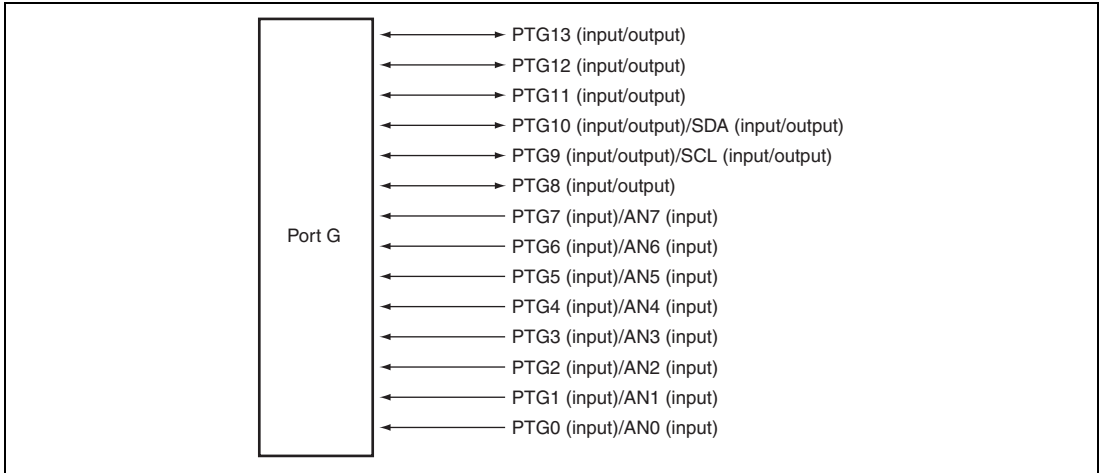 Port G
PTG13 (input/output)
PTG12 (input/output)
PTG11 (input/output)
PTG10 (input/output)/SDA (input/output)
PTG9 (input/output)/SCL (input/output)
PTG8 (input/output)
PTG7 (input)/AN7 (input)
PTG6 (input)/AN6 (input)
PTG5 (input)/AN5 (input)
PTG4 (input)/AN4 (input)
PTG3 (input)/AN3 (input)
PTG2 (input)/AN2 (input)
PTG1 (input)/AN1 (input)
PTG0 (input)/AN0 (input)